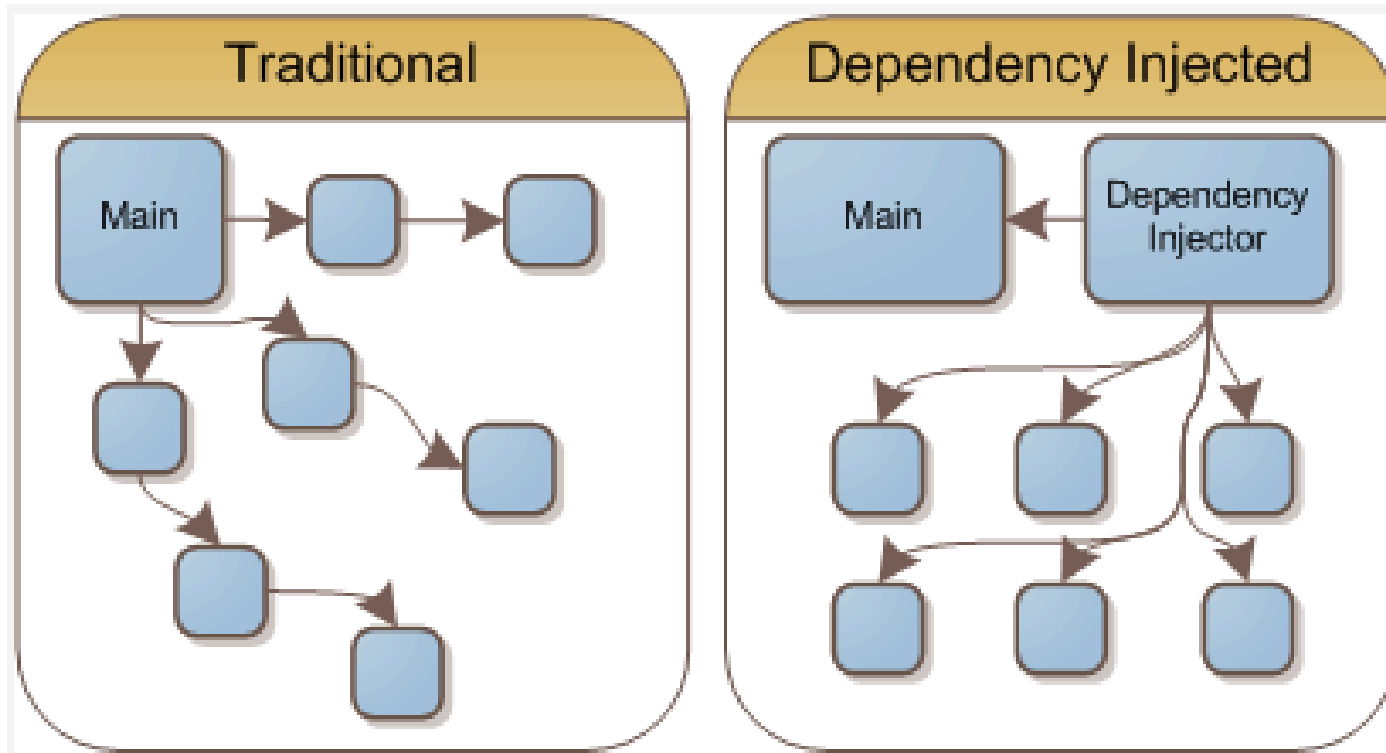 Traditional
Main
Dependency Injected
Main
Dependency
Injector